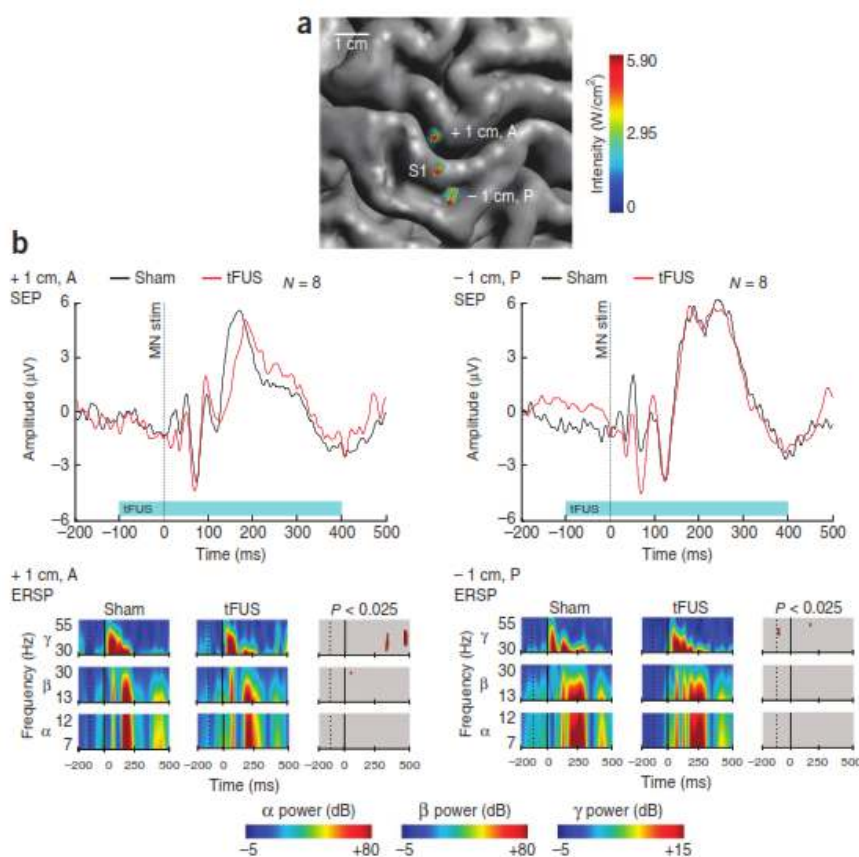 a
1 cm
+ 1 cm, A
S1
– 1 cm, P
Intensity (W/cm²)
5.90
2.95
0
b
+ 1 cm, A
SEP
Sham
tFUS
N = 8
MN stim
Amplitude (μV)
6
3
0
–3
–6
tFUS
–200 –100 0 100 200 300 400 500
Time (ms)
– 1 cm, P
SEP
Sham
tFUS
N = 8
MN stim
Amplitude (μV)
6
3
0
–3
–6
tFUS
–200 –100 0 100 200 300 400 500
Time (ms)
+ 1 cm, A
ERSP
Sham
tFUS
P < 0.025
Frequency (Hz)
γ
55
30
β
30
13
α
12
7
–200 0 500
–200 0 500
–200 0 500
Time (ms)
– 1 cm, P
ERSP
Sham
tFUS
P < 0.025
Frequency (Hz)
γ
55
30
β
30
13
α
12
7
–200 0 500
–200 0 500
–200 0 500
Time (ms)
α power (dB)
–5 +80
β power (dB)
–5 +80
γ power (dB)
–5 +15